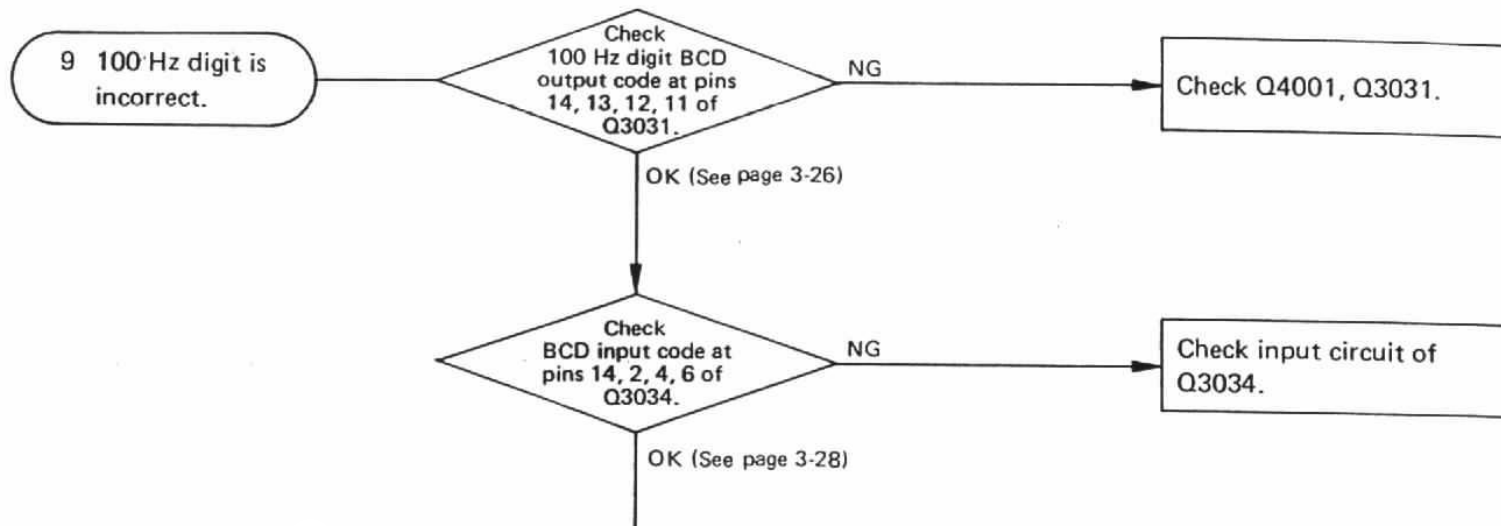 9 100 Hz digit is
incorrect.
Check
100 Hz digit BCD
output code at pins
14, 13, 12, 11 of
Q3031.
NG
Check Q4001, Q3031.
OK (See page 3-26)
Check
BCD input code at
pins 14, 2, 4, 6 of
Q3034.
NG
Check input circuit of
Q3034.
OK (See page 3-28)